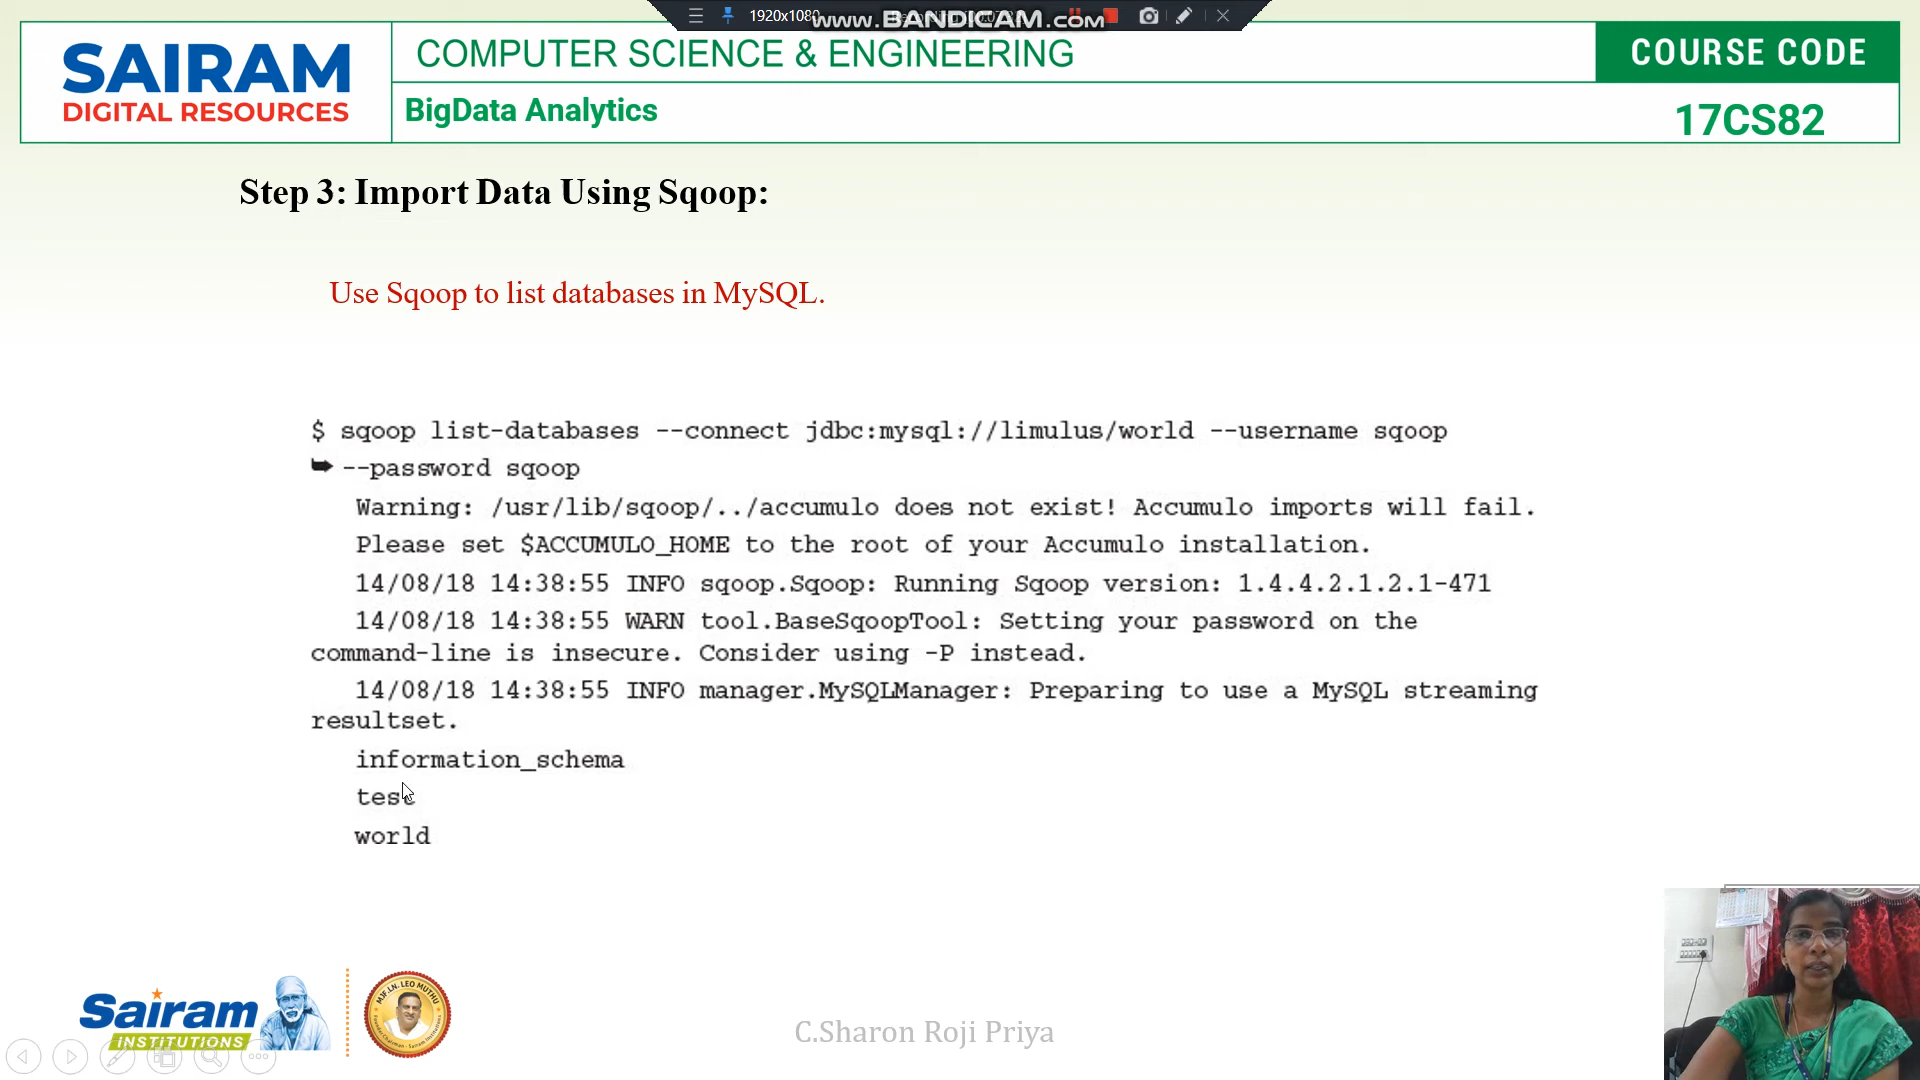 1920x1080
www.BANDICAM.com
SAIRAM
DIGITAL RESOURCES
COMPUTER SCIENCE & ENGINEERING
COURSE CODE
BigData Analytics
17CS82
Step 3: Import Data Using Sqoop:
Use Sqoop to list databases in MySQL.
$ sqoop list-databases --connect jdbc:mysql://limulus/world --username sqoop
➥ --password sqoop
Warning: /usr/lib/sqoop/../accumulo does not exist! Accumulo imports will fail.
Please set $ACCUMULO_HOME to the root of your Accumulo installation.
14/08/18 14:38:55 INFO sqoop.Sqoop: Running Sqoop version: 1.4.4.2.1.2.1-471
14/08/18 14:38:55 WARN tool.BaseSqoopTool: Setting your password on the
command-line is insecure. Consider using -P instead.
14/08/18 14:38:55 INFO manager.MySQLManager: Preparing to use a MySQL streaming
resultset.
information_schema
test
world
Sairam
INSTITUTIONS
MJF.LN. LEO MUTHU
C.Sharon Roji Priya